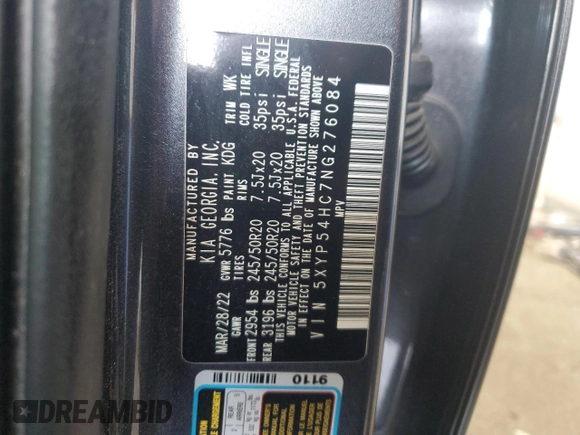 MANUFACTURED BY
KIA GEORGIA, INC.
MAR/28/22 GVWR 5776 lbs PAINT KDG TRIM WK
GAWR TIRES RIMS COLD TIRE INFL
FRONT 2954 lbs 245/50R20 7.5Jx20 35psi SINGLE
REAR 3196 lbs 245/50R20 7.5Jx20 35psi SINGLE
THIS VEHICLE CONFORMS TO ALL APPLICABLE U.S.A. FEDERAL
MOTOR VEHICLE SAFETY AND THEFT PREVENTION STANDARDS
IN EFFECT ON THE DATE OF MANUFACTURE SHOWN ABOVE
VIN 5XYP54HC7NG276084
MPV
9110
REAR
DREAMBID